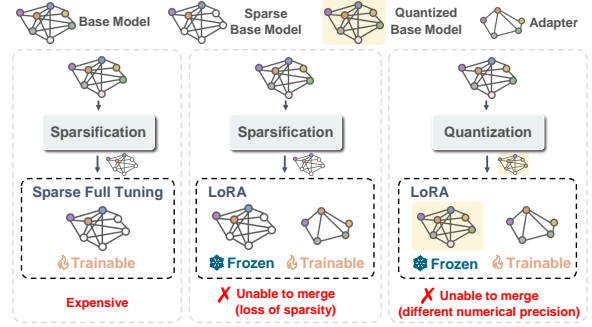 Base Model
Sparse
Base Model
Quantized
Base Model
Adapter
Sparsification
Sparse Full Tuning
Trainable
Expensive
Sparsification
LoRA
Frozen
Trainable
✗ Unable to merge
(loss of sparsity)
Quantization
LoRA
Frozen
Trainable
✗ Unable to merge
(different numerical precision)